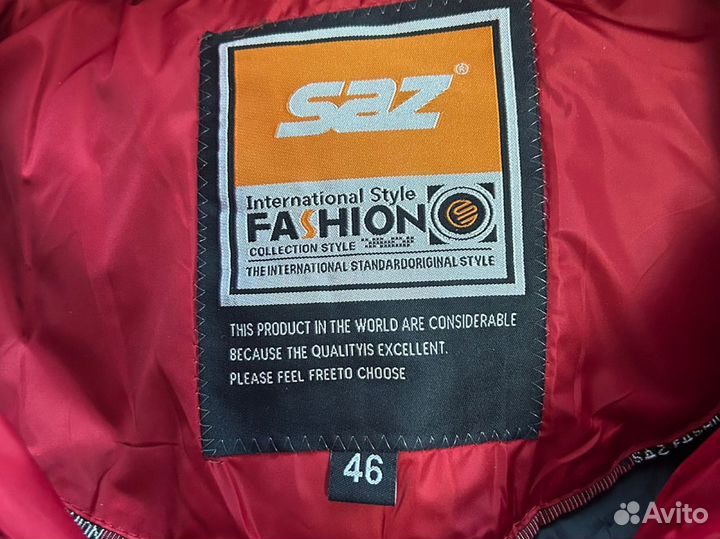 saz®
International Style
FASHION
COLLECTION STYLE
THE INTERNATIONAL STANDARDORIGINAL STYLE
THIS PRODUCT IN THE WORLD ARE CONSIDERABLE
BECAUSE THE QUALITYIS EXCELLENT.
PLEASE FEEL FREETO CHOOSE
46
Avito